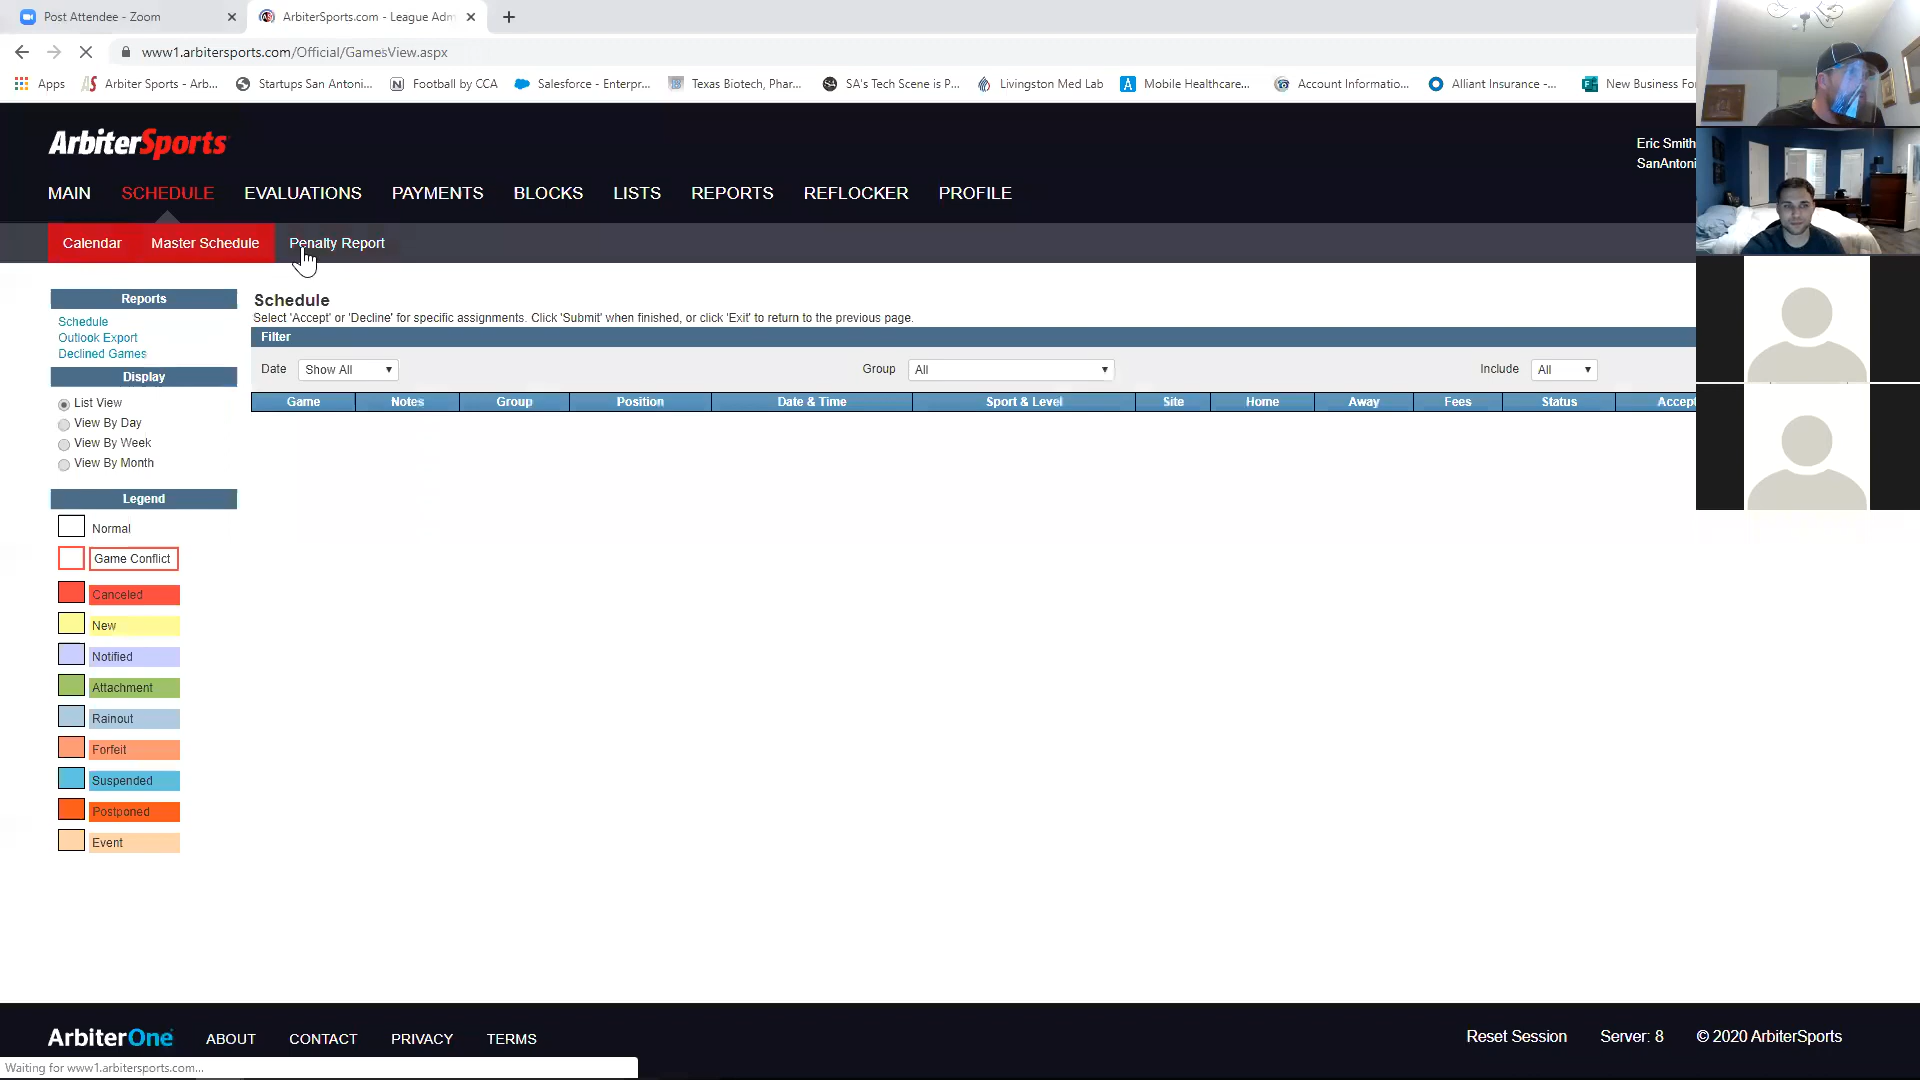 Post Attendee - Zoom
ArbiterSports.com - League Adm
www1.arbitersports.com/Official/GamesView.aspx
Apps
Arbiter Sports - Arb...
Startups San Antoni...
Football by CCA
Salesforce - Enterpr...
Texas Biotech, Phar...
SA's Tech Scene is P...
Livingston Med Lab
Mobile Healthcare...
Account Informatio...
Alliant Insurance -...
New Business Fo
ArbiterSports
Eric Smith
SanAntoni
MAIN SCHEDULE EVALUATIONS PAYMENTS BLOCKS LISTS REPORTS REFLOCKER PROFILE
Calendar Master Schedule Penalty Report
Reports
Schedule
Outlook Export
Declined Games
Display
List View
View By Day
View By Week
View By Month
Legend
Normal
Game Conflict
Canceled
New
Notified
Attachment
Rainout
Forfeit
Suspended
Postponed
Event
Schedule
Select 'Accept' or 'Decline' for specific assignments. Click 'Submit' when finished, or click 'Exit' to return to the previous page.
Filter
Date Show All Group All Include All
Game Notes Group Position Date & Time Sport & Level Site Home Away Fees Status Accept
ArbiterOne ABOUT CONTACT PRIVACY TERMS Reset Session Server: 8 © 2020 ArbiterSports
Waiting for www1.arbitersports.com...